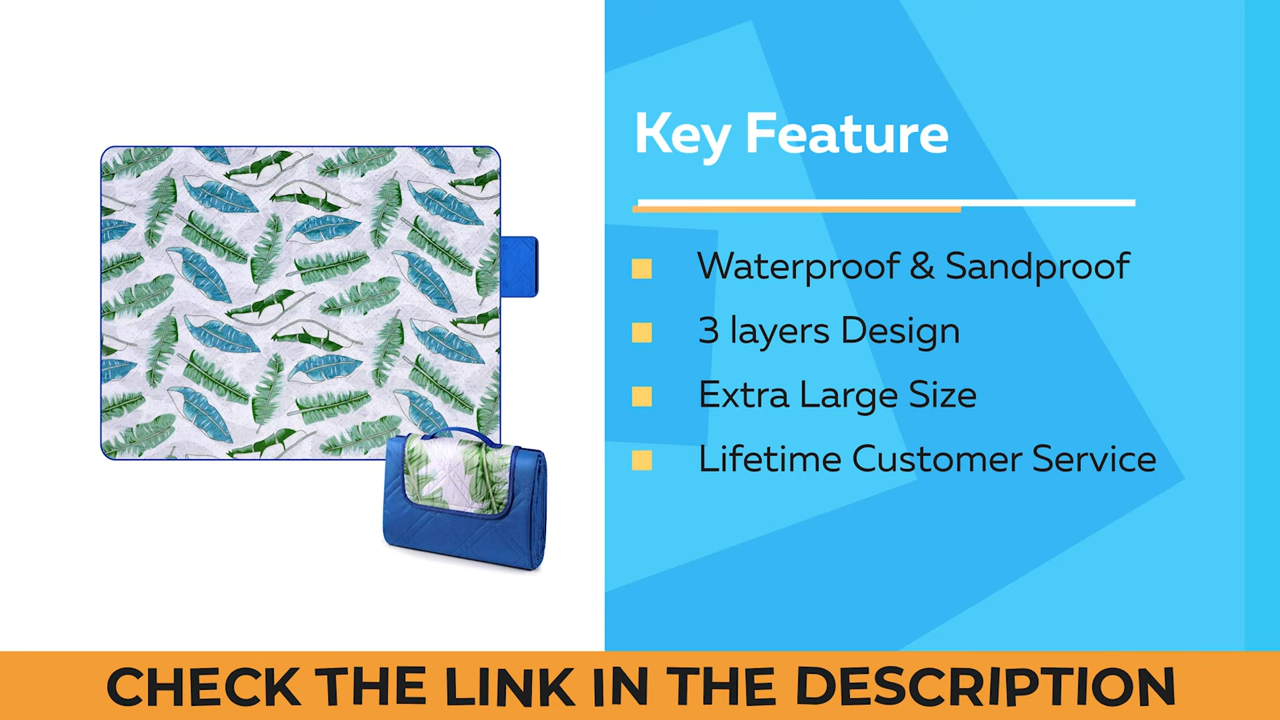 Key Feature
Waterproof & Sandproof
3 layers Design
Extra Large Size
Lifetime Customer Service
CHECK THE LINK IN THE DESCRIPTION